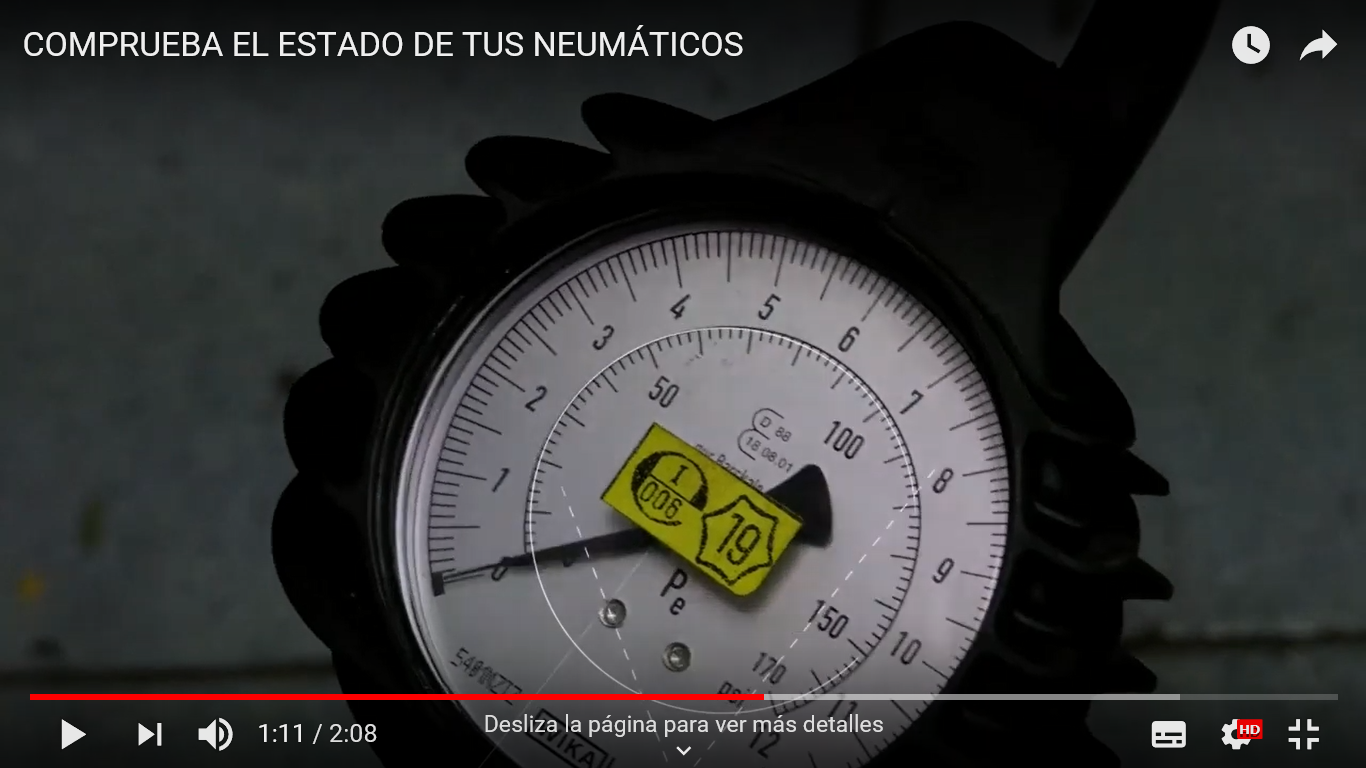 COMPRUEBA EL ESTADO DE TUS NEUMÁTICOS
0
1
2
3
4
5
6
7
8
9
10
12
50
100
150
170
psi
D 88
18 08.01
I
006
19
Pe
1:11 / 2:08
HD
Desliza la página para ver más detalles